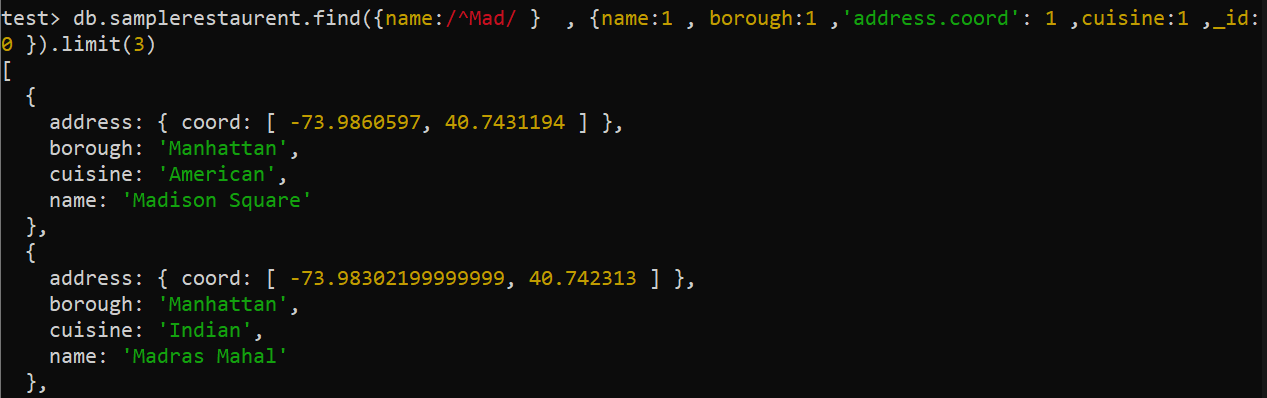 test> db.samplerestaurent.find({name:/^Mad/ }  , {name:1 , borough:1 ,'address.coord': 1 ,cuisine:1 ,_id:
0 }).limit(3)
[
  {
    address: { coord: [ -73.9860597, 40.7431194 ] },
    borough: 'Manhattan',
    cuisine: 'American',
    name: 'Madison Square'
  },
  {
    address: { coord: [ -73.98302199999999, 40.742313 ] },
    borough: 'Manhattan',
    cuisine: 'Indian',
    name: 'Madras Mahal'
  },